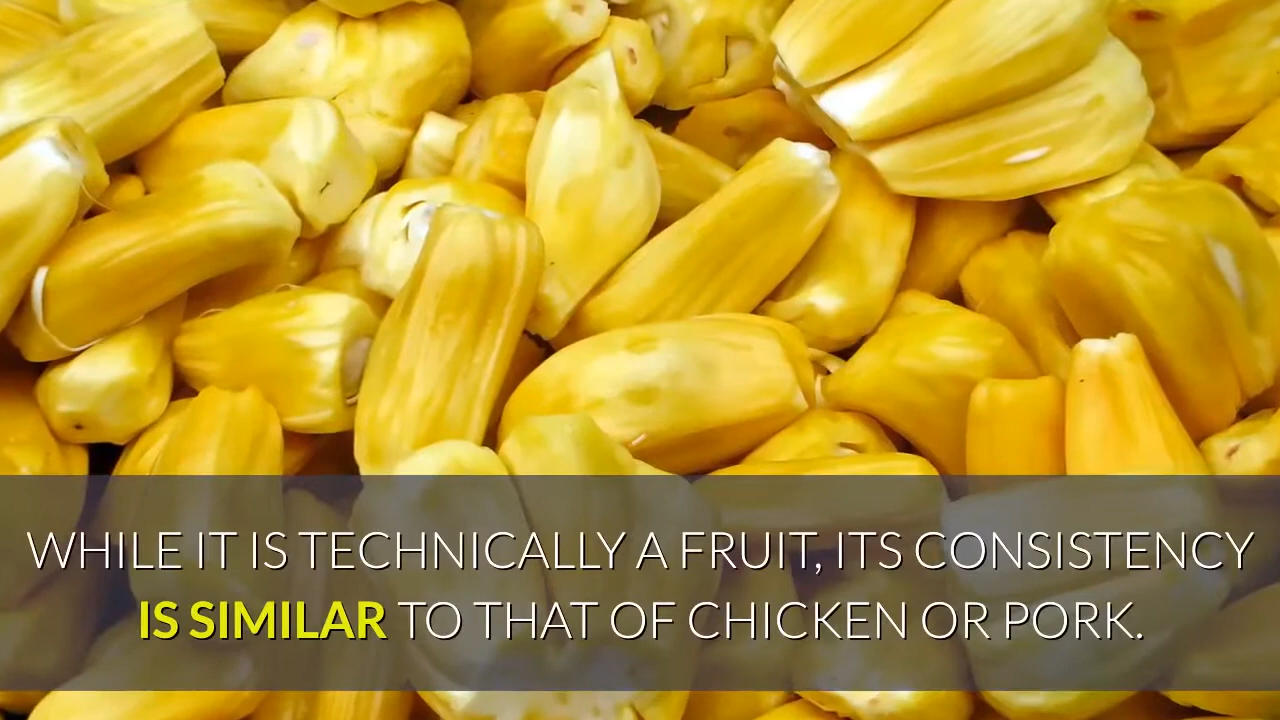 WHILE IT IS TECHNICALLY A FRUIT, ITS CONSISTENCY
IS SIMILAR TO THAT OF CHICKEN OR PORK.